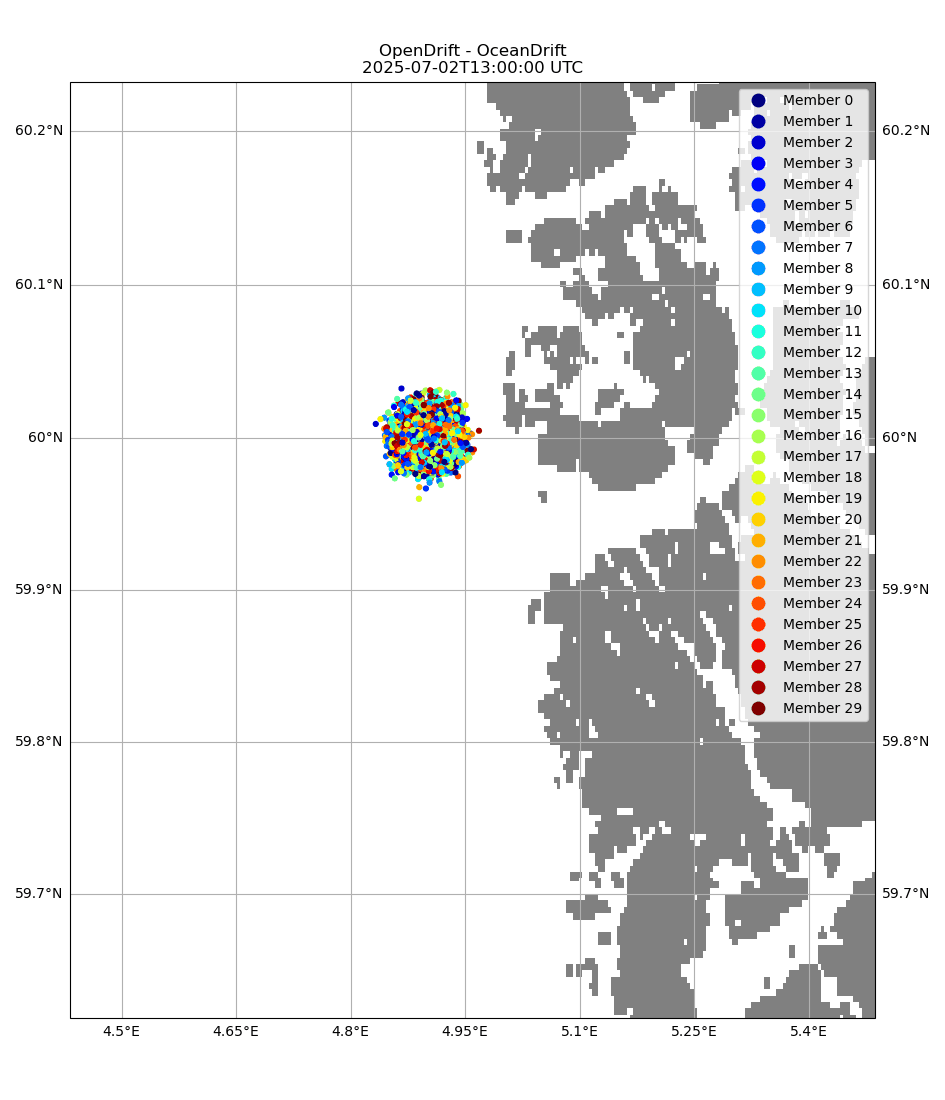 OpenDrift - OceanDrift
2025-07-02T13:00:00 UTC
Member 0
Member 1
Member 2
Member 3
Member 4
Member 5
Member 6
Member 7
Member 8
Member 9
Member 10
Member 11
Member 12
Member 13
Member 14
Member 15
Member 16
Member 17
Member 18
Member 19
Member 20
Member 21
Member 22
Member 23
Member 24
Member 25
Member 26
Member 27
Member 28
Member 29
60.2°N 60.2°N
60.1°N 60.1°N
60°N 60°N
59.9°N 59.9°N
59.8°N 59.8°N
59.7°N 59.7°N
4.5°E 4.65°E 4.8°E 4.95°E 5.1°E 5.25°E 5.4°E